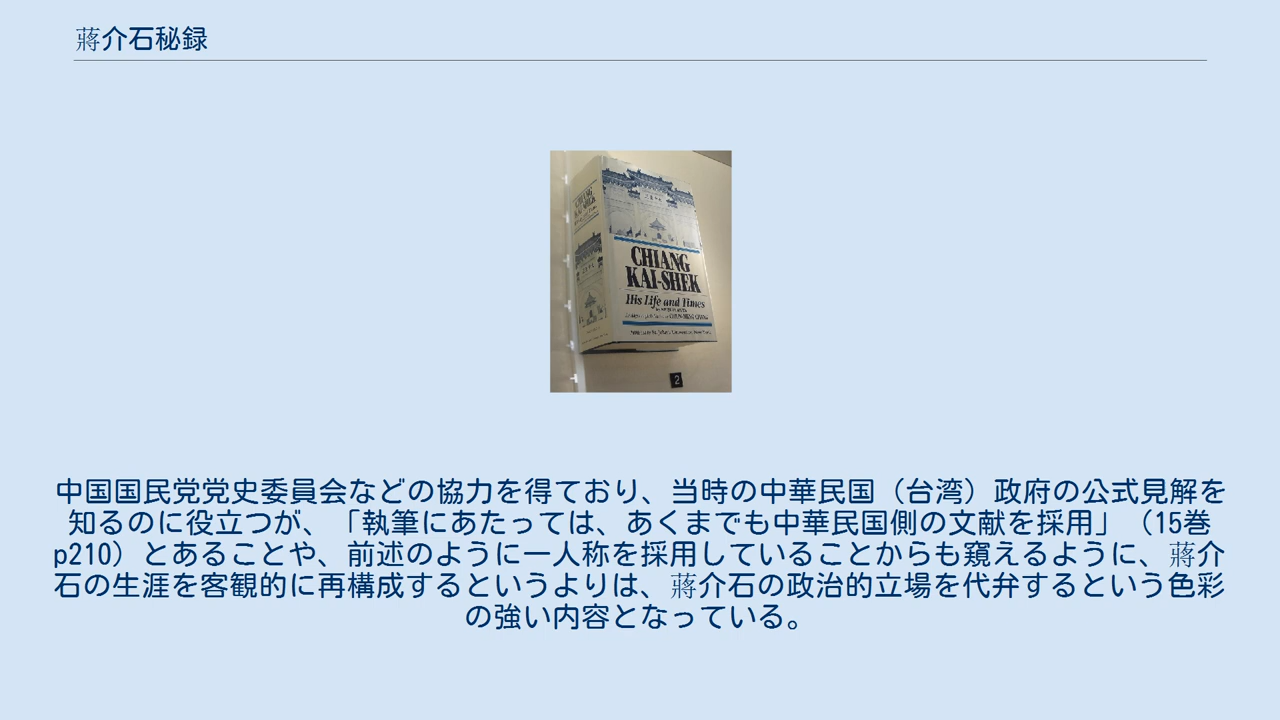 蔣介石秘録
CHIANG
KAI-SHEK
CHIANG
KAI-SHEK
His Life and Times
2
中国国民党党史委員会などの協力を得ており、当時の中華民国（台湾）政府の公式見解を
知るのに役立つが、「執筆にあたっては、あくまでも中華民国側の文献を採用」（15巻
p210）とあることや、前述のように一人称を採用していることからも窺えるように、蔣介
石の生涯を客観的に再構成するというよりは、蔣介石の政治的立場を代弁するという色彩
の強い内容となっている。